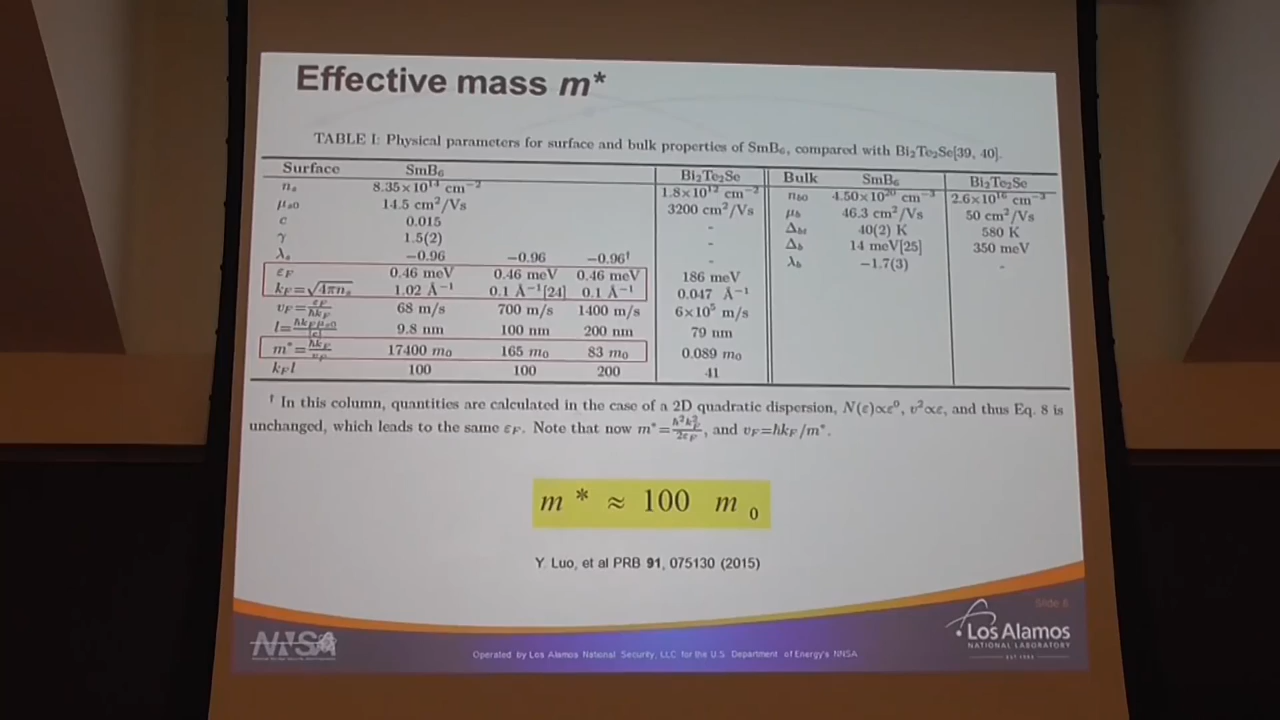 Effective mass m*
TABLE I: Physical parameters for surface and bulk properties of SmB₆, compared with Bi₂Te₂Se[39, 40].
Surface SmB₆ Bi₂Te₂Se Bulk SmB₆ Bi₂Te₂Se
nₛ 8.35×10¹⁴ cm⁻² 1.8×10¹² cm⁻² n_b0 4.50×10²⁰ cm⁻³ 2.6×10¹⁶ cm⁻³
μₛ₀ 14.5 cm²/Vs 3200 cm²/Vs μ_b 46.3 cm²/Vs 50 cm²/Vs
c 0.015 - 40(2) K 580 K
γ 1.5(2) - Δ_b 14 meV[25] 350 meV
λₛ −0.96 −0.96 −0.96† - λ_b −1.7(3) -
ε_F 0.46 meV 0.46 meV 0.46 meV 186 meV
k_F=√4πnₛ 1.02 Å⁻¹ 0.1 Å⁻¹[24] 0.1 Å⁻¹ 0.047 Å⁻¹
v_F=ε_F/ħk_F 68 m/s 700 m/s 1400 m/s 6×10⁵ m/s
l=ħk_Fμₛ₀/|e| 9.8 nm 100 nm 200 nm 79 nm
m*=ħk_F/v_F 17400 m₀ 165 m₀ 83 m₀ 0.089 m₀
k_F l 100 100 200 41
† In this column, quantities are calculated in the case of a 2D quadratic dispersion, N(ε)∝ε⁰, v²∝ε, and thus Eq. 8 is
unchanged, which leads to the same ε_F. Note that now m*=ħ²k_F²/2ε_F, and v_F=ħk_F/m*.
m * ≈ 100 m ₀
Y. Luo, et al PRB 91, 075130 (2015)
Slide 6
NNSA
Los Alamos
NATIONAL LABORATORY
EST.1943
Operated by Los Alamos National Security, LLC for the U.S. Department of Energy's NNSA